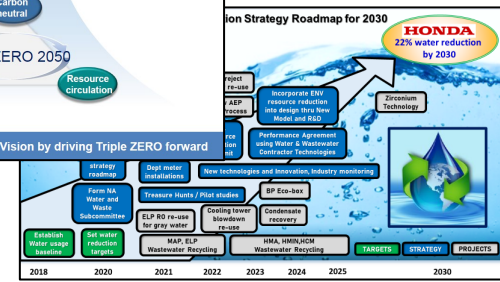 Carbon
neutral
ZERO 2050
Resource
circulation
Vision by driving Triple ZERO forward
ion Strategy Roadmap for 2030
HONDA
22% water reduction
by 2030
reject
re-use
AEP
rocess
Incorporate ENV
resource reduction
into design thru New
Model and R&D
Zirconium
Technology
rce
tion
nit
Performance Agreement
using Water & Wastewater
Contractor Technologies
strategy
roadmap
Dept meter
installations
New technologies and Innovation, Industry monitoring
Form NA
Water and
Waste
Subcommittee
Treasure Hunts / Pilot studies
BP Eco-box
ELP RO re-use
for gray water
Cooling tower
blowdown
re-use
Condensate
recovery
Establish
Water usage
baseline
Set water
reduction
targets
MAP, ELP
Wastewater Recycling
HMA, HMIN,HCM
Wastewater Recycling
TARGETS
STRATEGY
PROJECTS
2018
2020
2021
2022
2023
2024
2025
2030